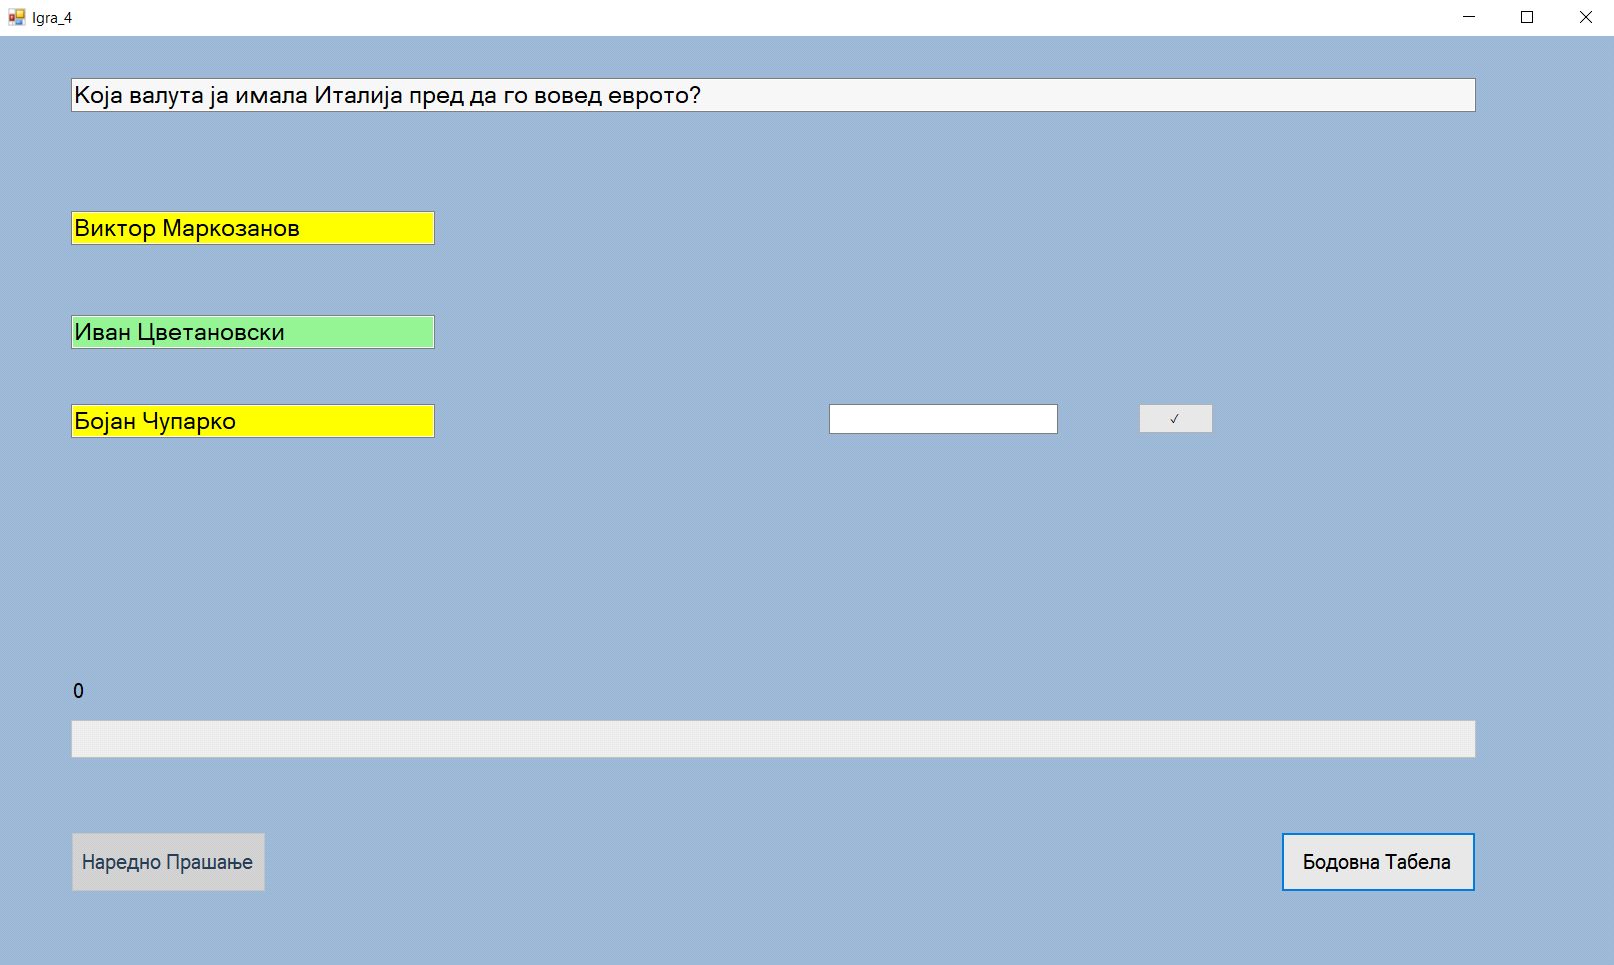 Igra_4
Која валута ја имала Италија пред да го вовед еврото?
Виктор Маркозанов
Иван Цветановски
Бојан Чупарко
✓
0
Наредно Прашање
Бодовна Табела